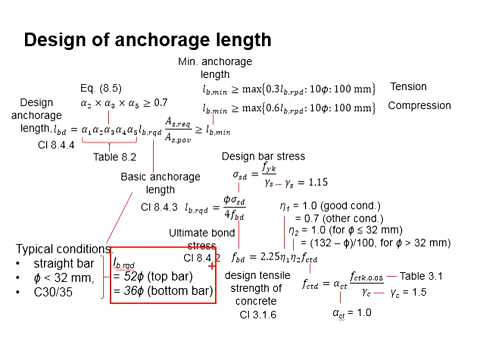 Design of anchorage length
Min. anchorage
length
Eq. (8.5)
α₂ × α₃ × α₅ ≥ 0.7
l_b.min ≥ max{0.3l_b.rpd; 10ϕ; 100 mm}
Tension
l_b.min ≥ max{0.6l_b.rpd; 10ϕ; 100 mm}
Compression
Design
anchorage
length, l_bd = α₁α₂α₃α₄α₅l_b,rqd A_s.req / A_s.pov ≥ l_b.min
Cl 8.4.4
Table 8.2
Design bar stress
σ_sd = f_yk / γ_s
γ_s = 1.15
Basic anchorage
length
Cl 8.4.3 l_b.rqd = ϕσ_sd / 4f_bd
η₁ = 1.0 (good cond.)
= 0.7 (other cond.)
η₂ = 1.0 (for ϕ ≤ 32 mm)
= (132 – ϕ)/100, for ϕ > 32 mm)
Ultimate bond
stress
Cl 8.4.2 f_bd = 2.25η₁η₂f_ctd
Typical conditions
• straight bar
• ϕ < 32 mm,
• C30/35
l_b.rqd
= 52ϕ (top bar)
= 36ϕ (bottom bar)
design tensile
strength of
concrete
Cl 3.1.6
f_ctd = α_ct f_ctk.0.05 / γ_c
Table 3.1
γ_c = 1.5
α_ct = 1.0